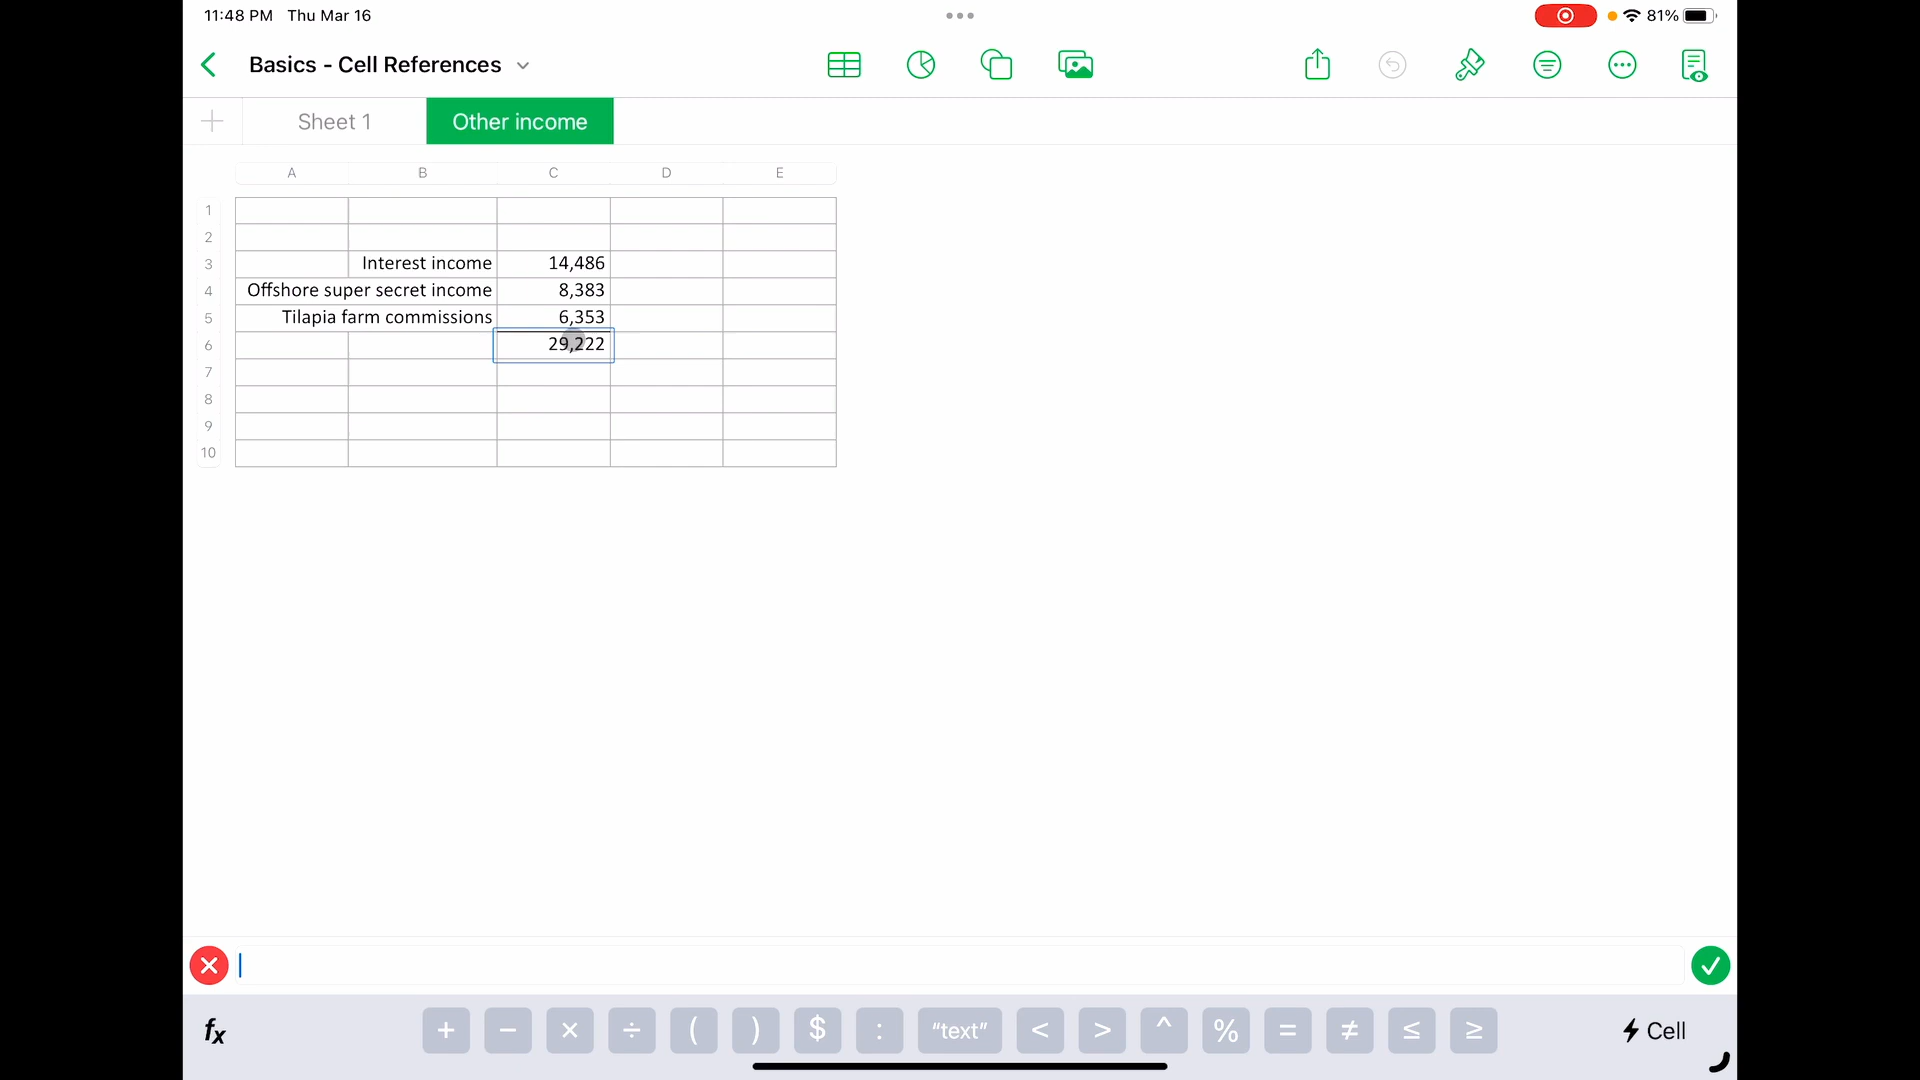 11:48 PM Thu Mar 16
81%
Basics - Cell References
Sheet 1 Other income
A B C D E
1
2
3 Interest income 14,486
4 Offshore super secret income 8,383
5 Tilapia farm commissions 6,353
6 29,222
7
8
9
10
fx + − × ÷ ( ) $ : "text" < > ^ % = ≠ ≤ ≥ Cell